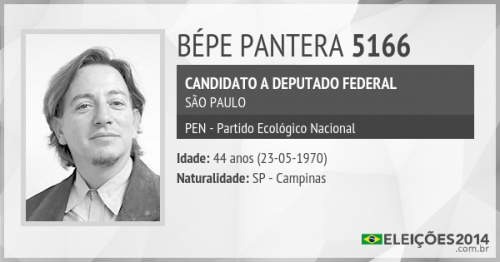 BÉPE PANTERA 5166
CANDIDATO A DEPUTADO FEDERAL
SÃO PAULO
PEN - Partido Ecológico Nacional
Idade: 44 anos (23-05-1970)
Naturalidade: SP - Campinas
ELEIÇÕES2014
.com.br